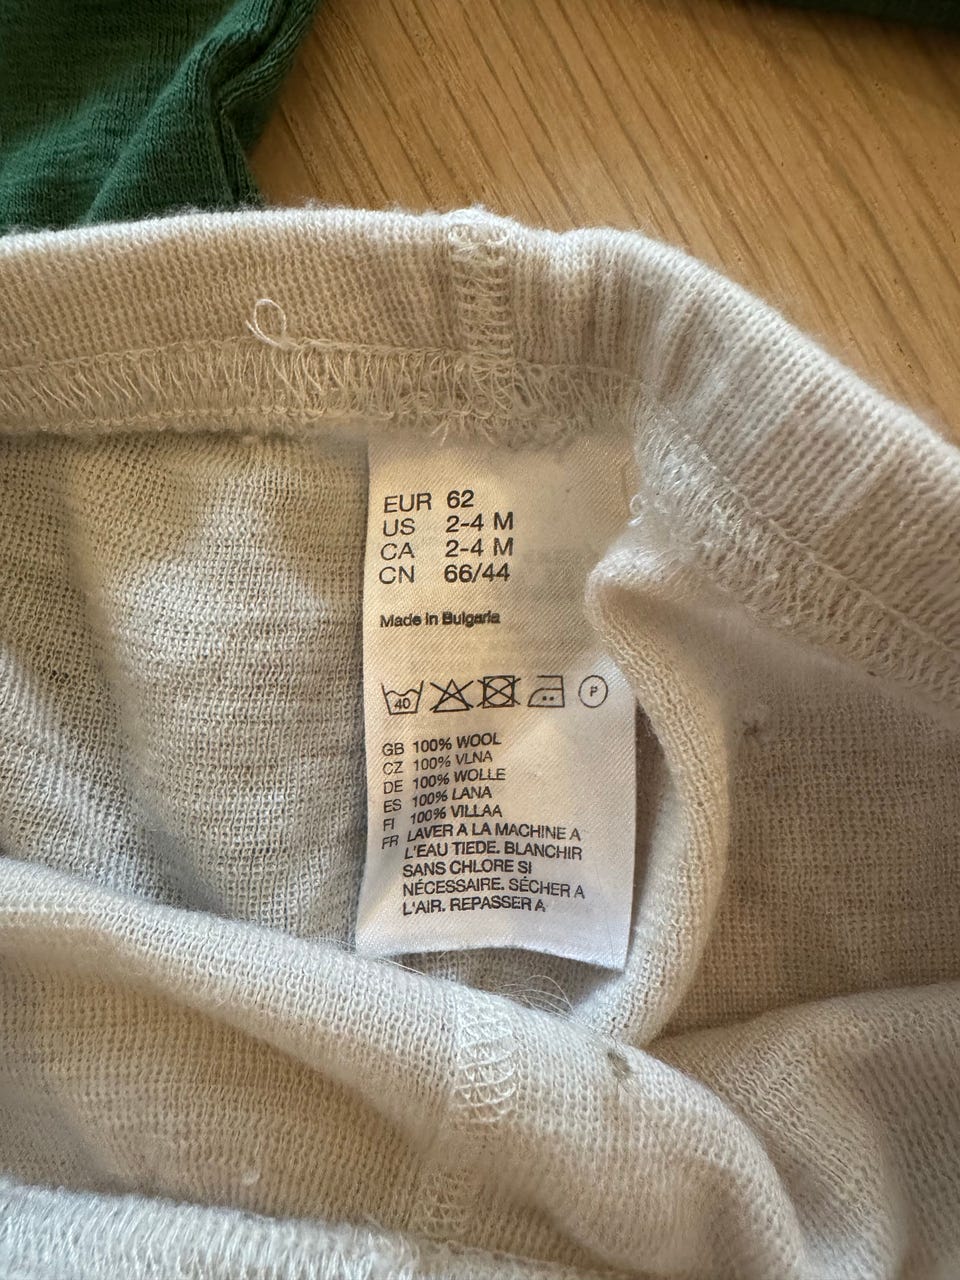 EUR 62
US 2-4 M
CA 2-4 M
CN 66/44
Made in Bulgaria
40 P
GB 100% WOOL
CZ 100% VLNA
DE 100% WOLLE
ES 100% LANA
FI 100% VILLAA
FR LAVER A LA MACHINE A
L'EAU TIEDE. BLANCHIR
SANS CHLORE SI
NÉCESSAIRE. SÉCHER A
L'AIR. REPASSER A